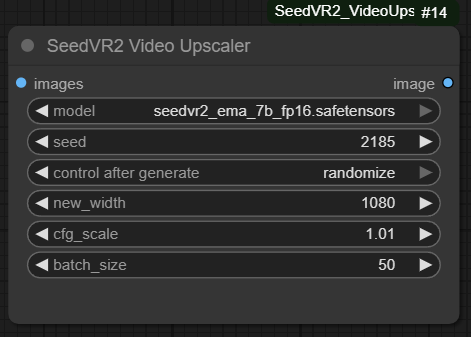 SeedVR2_VideoUps #14
SeedVR2 Video Upscaler
images image
model seedvr2_ema_7b_fp16.safetensors
seed 2185
control after generate randomize
new_width 1080
cfg_scale 1.01
batch_size 50